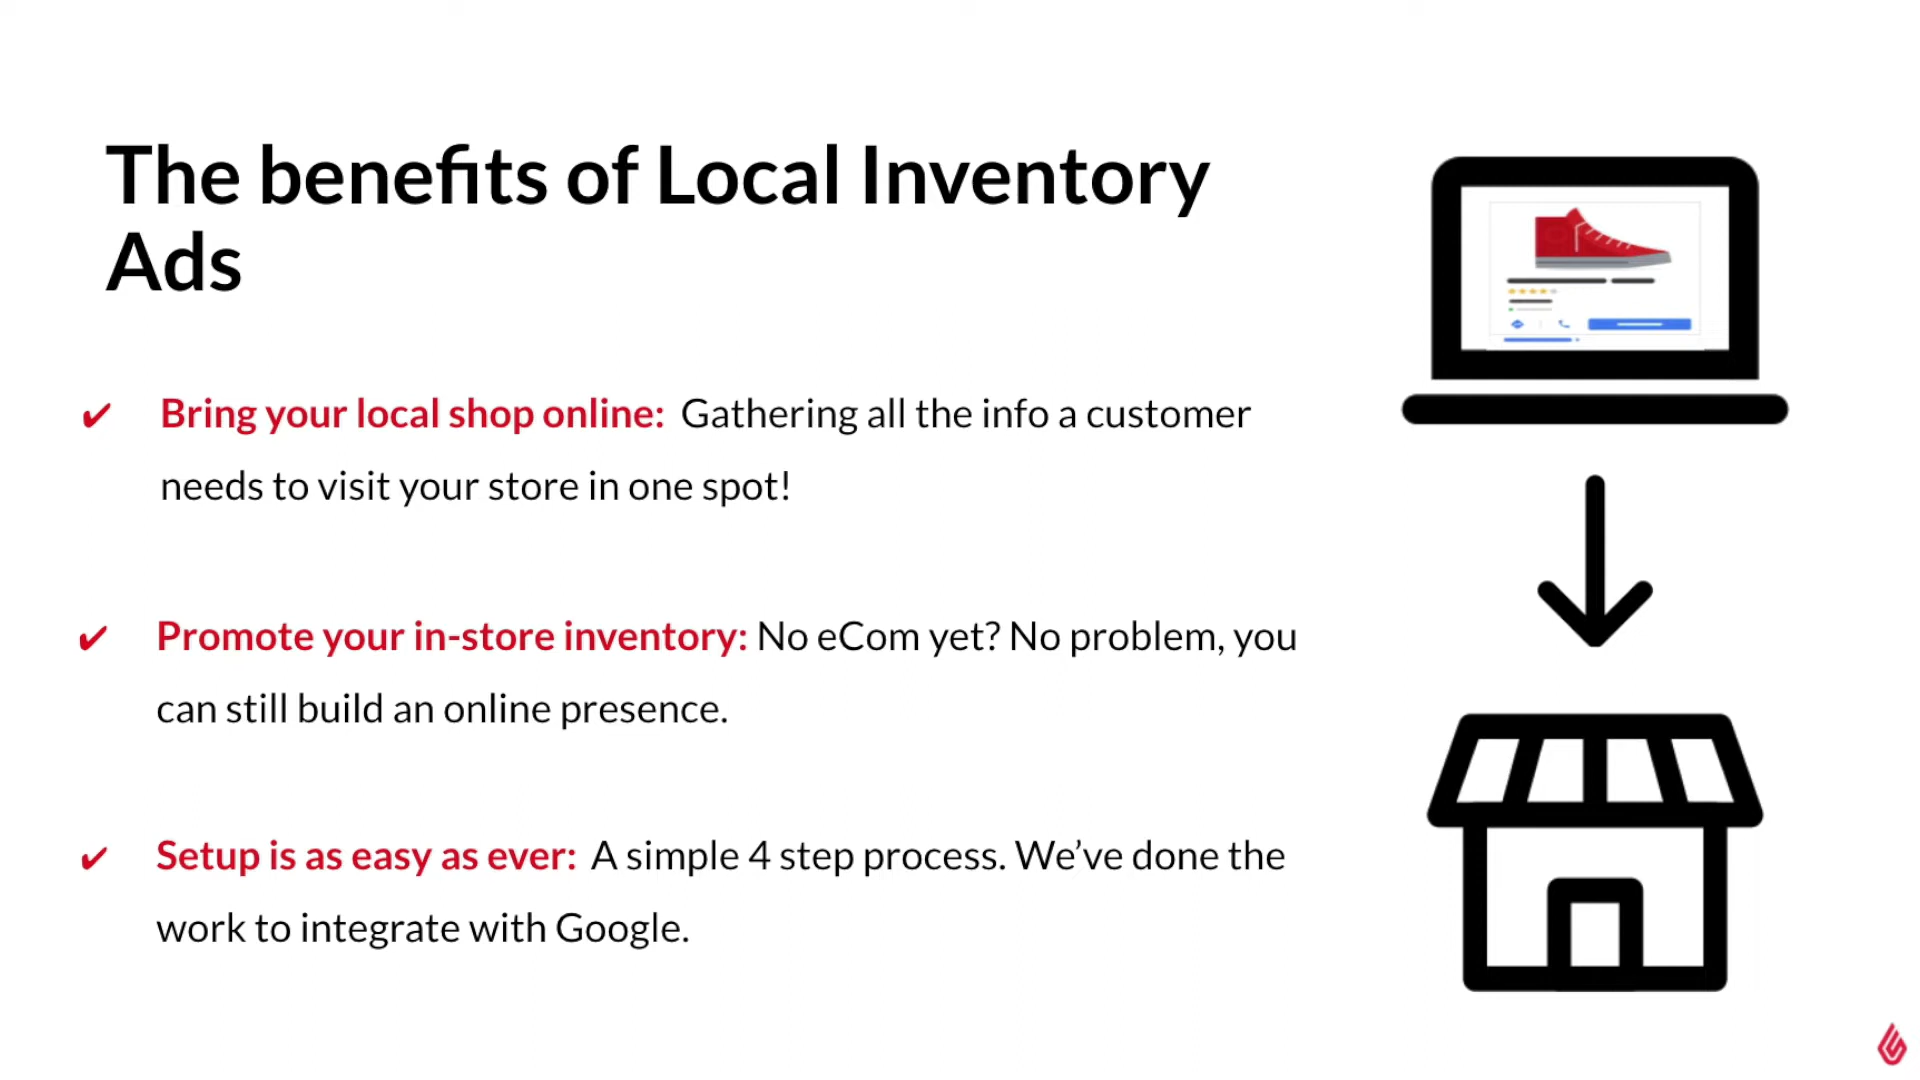 The benefits of Local Inventory
Ads
✔ Bring your local shop online: Gathering all the info a customer
needs to visit your store in one spot!
✔ Promote your in-store inventory: No eCom yet? No problem, you
can still build an online presence.
✔ Setup is as easy as ever: A simple 4 step process. We’ve done the
work to integrate with Google.